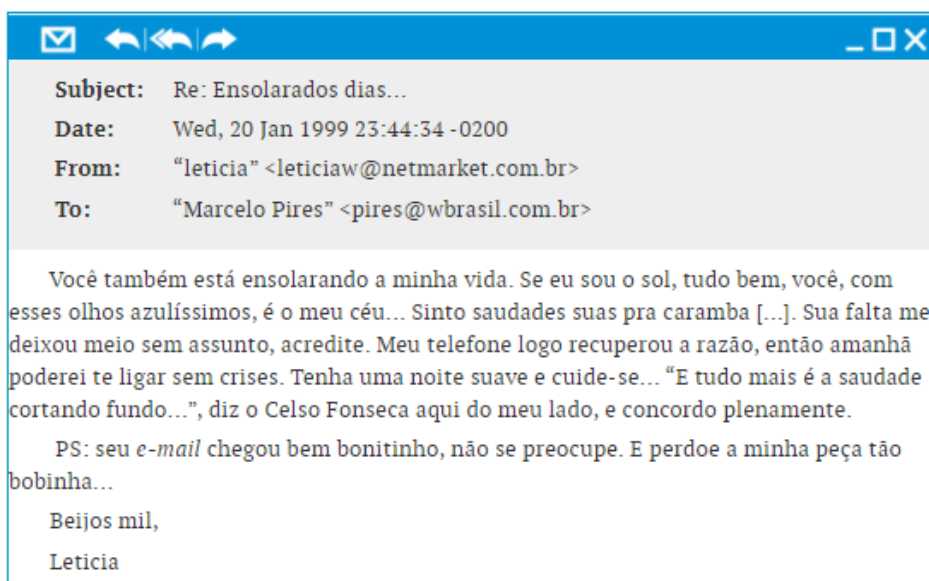 Subject: Re: Ensolarados dias...
Date: Wed, 20 Jan 1999 23:44:34 -0200
From: “leticia” <leticiaw@netmarket.com.br>
To: “Marcelo Pires” <pires@wbrasil.com.br>
Você também está ensolarando a minha vida. Se eu sou o sol, tudo bem, você, com
esses olhos azulíssimos, é o meu céu... Sinto saudades suas pra caramba [...]. Sua falta me
deixou meio sem assunto, acredite. Meu telefone logo recuperou a razão, então amanhã
poderei te ligar sem crises. Tenha uma noite suave e cuide-se... “E tudo mais é a saudade
cortando fundo...”, diz o Celso Fonseca aqui do meu lado, e concordo plenamente.
PS: seu e-mail chegou bem bonitinho, não se preocupe. E perdoe a minha peça tão
bobinha...
Beijos mil,
Leticia